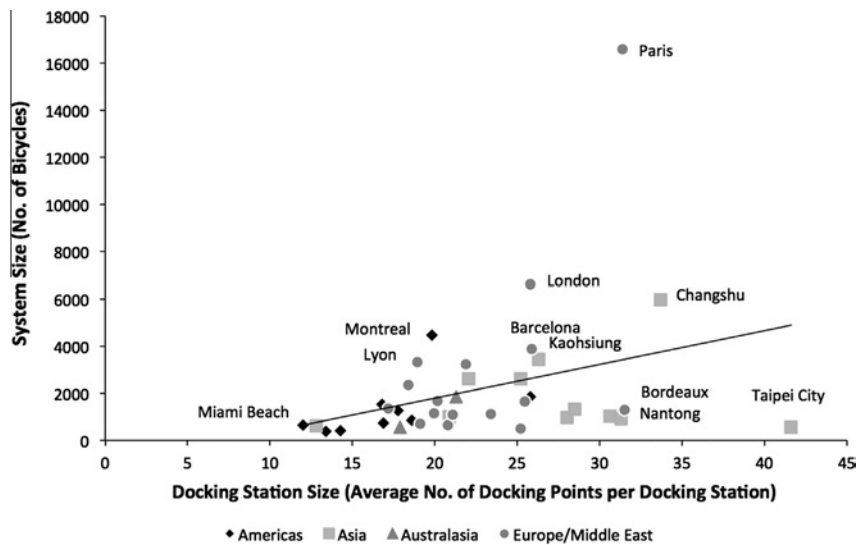 18000
16000
14000
12000
10000
8000
6000
4000
2000
0
System Size (No. of Bicycles)
Paris
London
Changshu
Montreal
Barcelona
Kaohsiung
Lyon
Miami Beach
Bordeaux
Nantong
Taipei City
0 5 10 15 20 25 30 35 40 45
Docking Station Size (Average No. of Docking Points per Docking Station)
Americas Asia Australasia Europe/Middle East